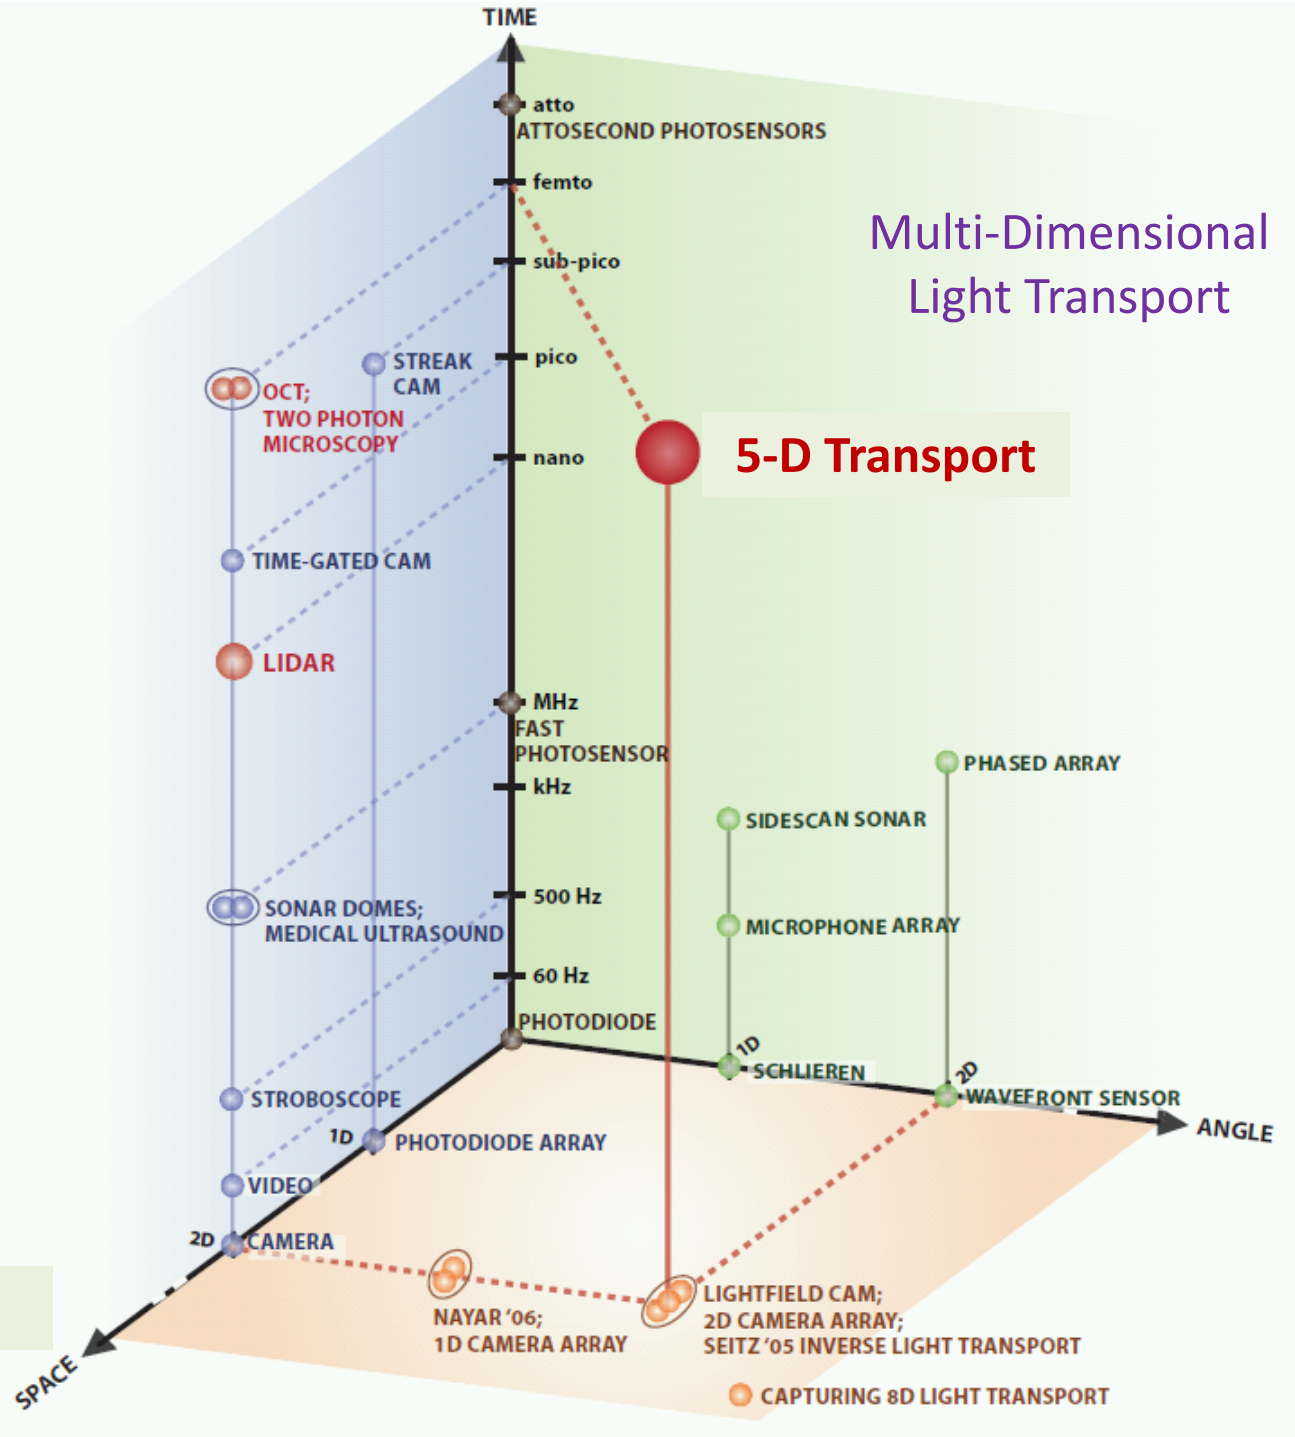 TIME
atto
ATTOSECOND PHOTOSENSORS
femto
Multi-Dimensional
Light Transport
sub-pico
pico
STREAK
CAM
OCT;
TWO PHOTON
MICROSCOPY
nano
5-D Transport
TIME-GATED CAM
LIDAR
MHz
FAST
PHOTOSENSOR
kHz
PHASED ARRAY
SIDESCAN SONAR
500 Hz
SONAR DOMES;
MEDICAL ULTRASOUND
MICROPHONE ARRAY
60 Hz
PHOTODIODE
1D
SCHLIEREN
2D
WAVEFRONT SENSOR
ANGLE
STROBOSCOPE
1D
PHOTODIODE ARRAY
VIDEO
2D
CAMERA
NAYAR '06;
1D CAMERA ARRAY
LIGHTFIELD CAM;
2D CAMERA ARRAY;
SEITZ '05 INVERSE LIGHT TRANSPORT
SPACE
CAPTURING 8D LIGHT TRANSPORT